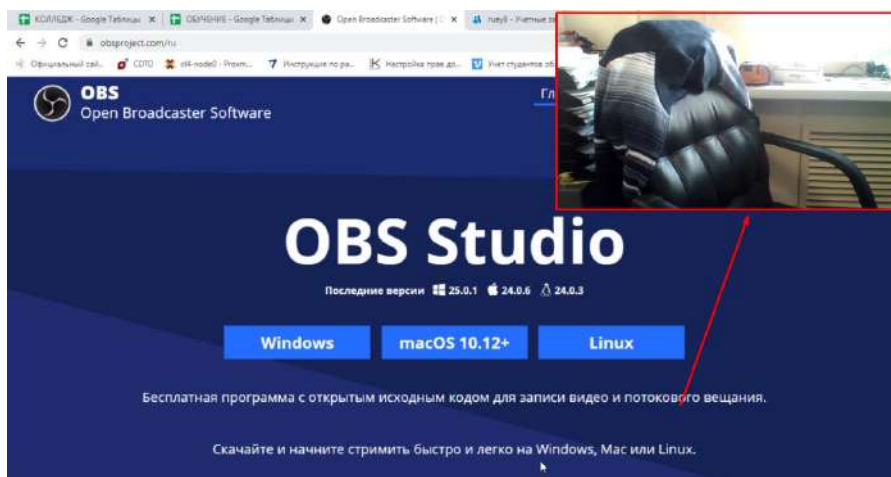 КОЛЛЕДЖ - Google Таблицы
ОБУЧЕНИЕ - Google Таблицы
Open Broadcaster Software |
obsproject.com/ru
CDTO
Инструкция по ра...
Настройка прав до...
Учет студентов об
OBS
Open Broadcaster Software
Гл
OBS Studio
Последние версии 25.0.1 24.0.6 24.0.3
Windows
macOS 10.12+
Linux
Бесплатная программа с открытым исходным кодом для записи видео и потокового вещания.
Скачайте и начните стримить быстро и легко на Windows, Mac или Linux.